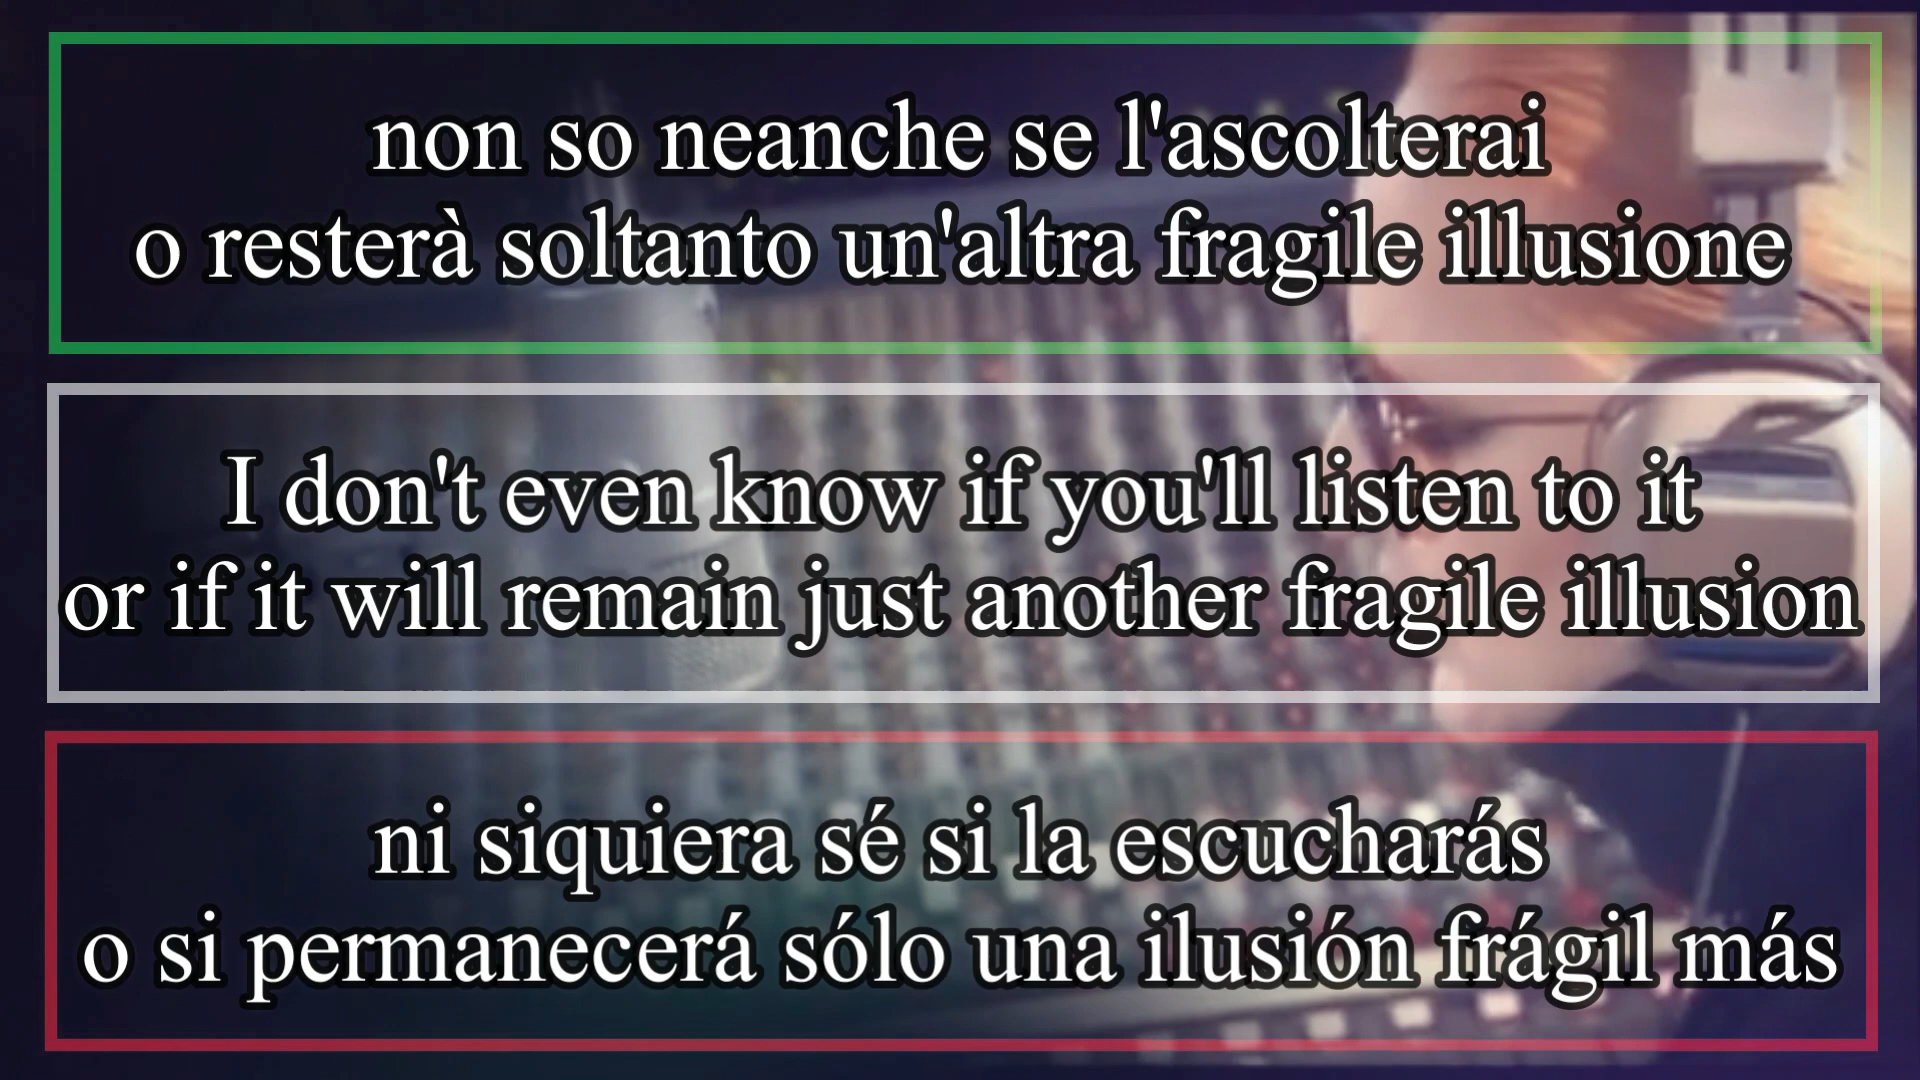 non so neanche se l'ascolterai
o resterà soltanto un'altra fragile illusione
I don't even know if you'll listen to it
or if it will remain just another fragile illusion
ni siquiera sé si la escucharás
o si permanecerá sólo una ilusión frágil más